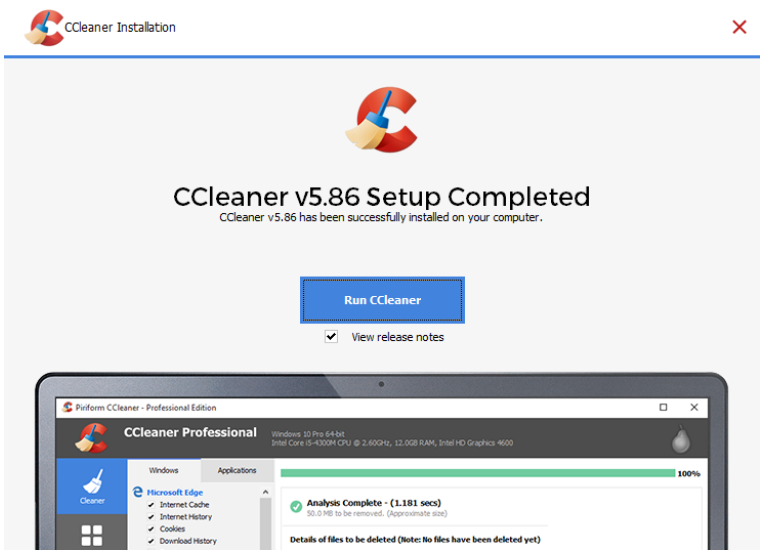 CCleaner Installation
CCleaner v5.86 Setup Completed
CCleaner v5.86 has been successfully installed on your computer.
Run CCleaner
View release notes
Piriform CCleaner - Professional Edition
CCleaner Professional
Windows 10 Pro 64-bit
Intel Core i5-4300M CPU @ 2.60GHz, 12.0GB RAM, Intel HD Graphics 4600
Cleaner
Windows Applications
100%
Microsoft Edge
Internet Cache
Internet History
Cookies
Download History
Analysis Complete - (1.181 secs)
50.0 MB to be removed. (Approximate size)
Details of files to be deleted (Note: No files have been deleted yet)